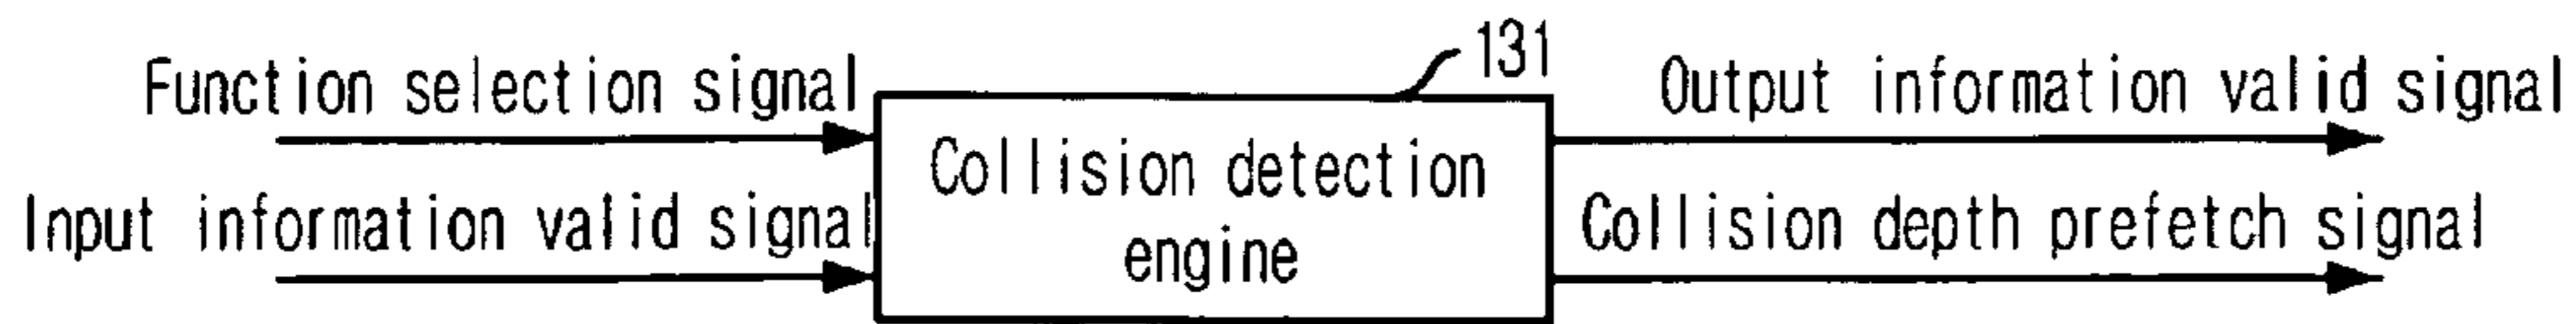 131
Function selection signal
Output information valid signal
Collision detection
engine
Input information valid signal
Collision depth prefetch signal